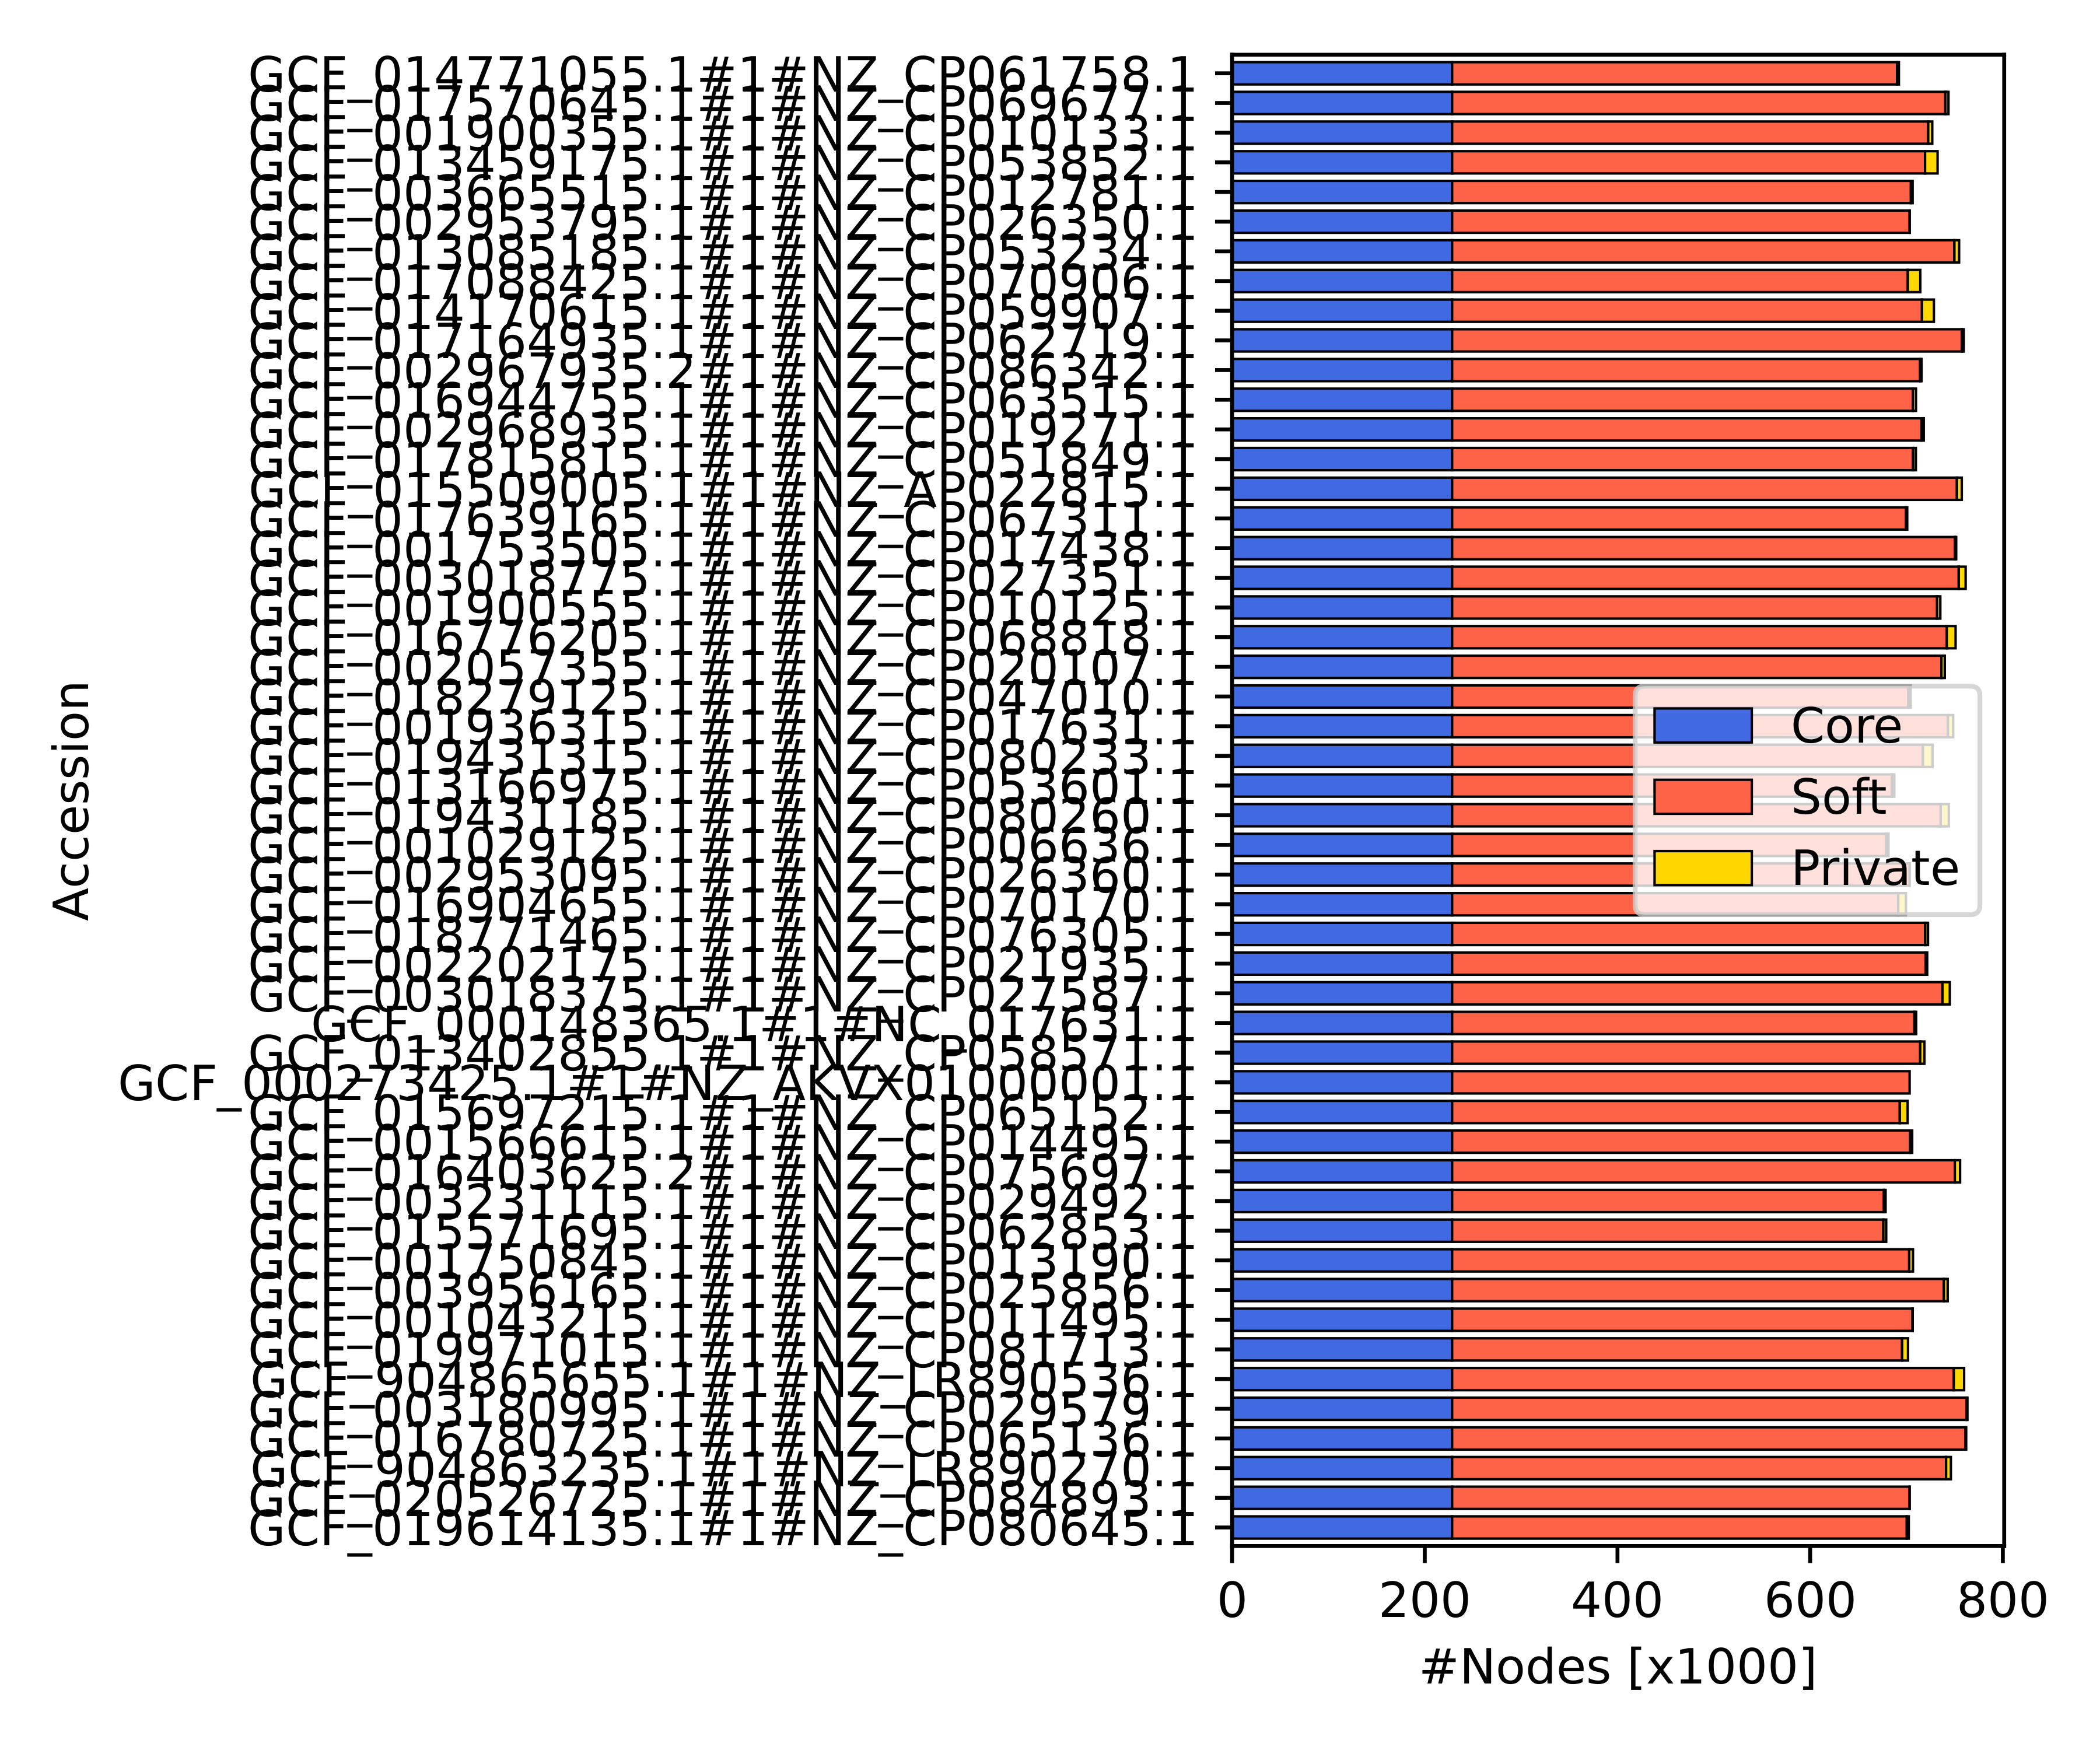 GCF_014771055.1#1#NZ_CP061758.1
GCF_017570645.1#1#NZ_CP069677.1
GCF_001900355.1#1#NZ_CP010133.1
GCF_013459175.1#1#NZ_CP053852.1
GCF_003665515.1#1#NZ_CP012781.1
GCF_002953795.1#1#NZ_CP026350.1
GCF_013085185.1#1#NZ_CP053234.1
GCF_017088425.1#1#NZ_CP070906.1
GCF_014170615.1#1#NZ_CP059907.1
GCF_017164935.1#1#NZ_CP062719.1
GCF_002967935.2#1#NZ_CP086342.1
GCF_016944755.1#1#NZ_CP063515.1
GCF_002968935.1#1#NZ_CP019271.1
GCF_017815815.1#1#NZ_CP051849.1
GCF_015509005.1#1#NZ_AP022815.1
GCF_017639165.1#1#NZ_CP067311.1
GCF_001753505.1#1#NZ_CP017438.1
GCF_003018775.1#1#NZ_CP027351.1
GCF_001900555.1#1#NZ_CP010125.1
GCF_016776205.1#1#NZ_CP068818.1
GCF_002057355.1#1#NZ_CP020107.1
GCF_018279125.1#1#NZ_CP047010.1
GCF_001936315.1#1#NZ_CP017631.1
GCF_019431315.1#1#NZ_CP080233.1
GCF_013166975.1#1#NZ_CP053601.1
GCF_019431185.1#1#NZ_CP080260.1
GCF_001029125.1#1#NZ_CP006636.1
GCF_002953095.1#1#NZ_CP026360.1
GCF_016904655.1#1#NZ_CP070170.1
GCF_018771465.1#1#NZ_CP076305.1
GCF_002202175.1#1#NZ_CP021935.1
GCF_003018375.1#1#NZ_CP027587.1
GCF_000148365.1#1#NC_017631.1
GCF_013402855.1#1#NZ_CP058571.1
GCF_000273425.1#1#NZ_AKVX01000001.1
GCF_015697215.1#1#NZ_CP065152.1
GCF_001566615.1#1#NZ_CP014495.1
GCF_016403625.2#1#NZ_CP075697.1
GCF_003231115.1#1#NZ_CP029492.1
GCF_015571695.1#1#NZ_CP062853.1
GCF_001750845.1#1#NZ_CP013190.1
GCF_003956165.1#1#NZ_CP025856.1
GCF_001043215.1#1#NZ_CP011495.1
GCF_019971015.1#1#NZ_CP081713.1
GCF_904865655.1#1#NZ_LR890536.1
GCF_003180995.1#1#NZ_CP029579.1
GCF_016780725.1#1#NZ_CP065136.1
GCF_904863235.1#1#NZ_LR890270.1
GCF_020526725.1#1#NZ_CP084893.1
GCF_019614135.1#1#NZ_CP080645.1
Accession
Core
Soft
Private
0 200 400 600 800
#Nodes [x1000]